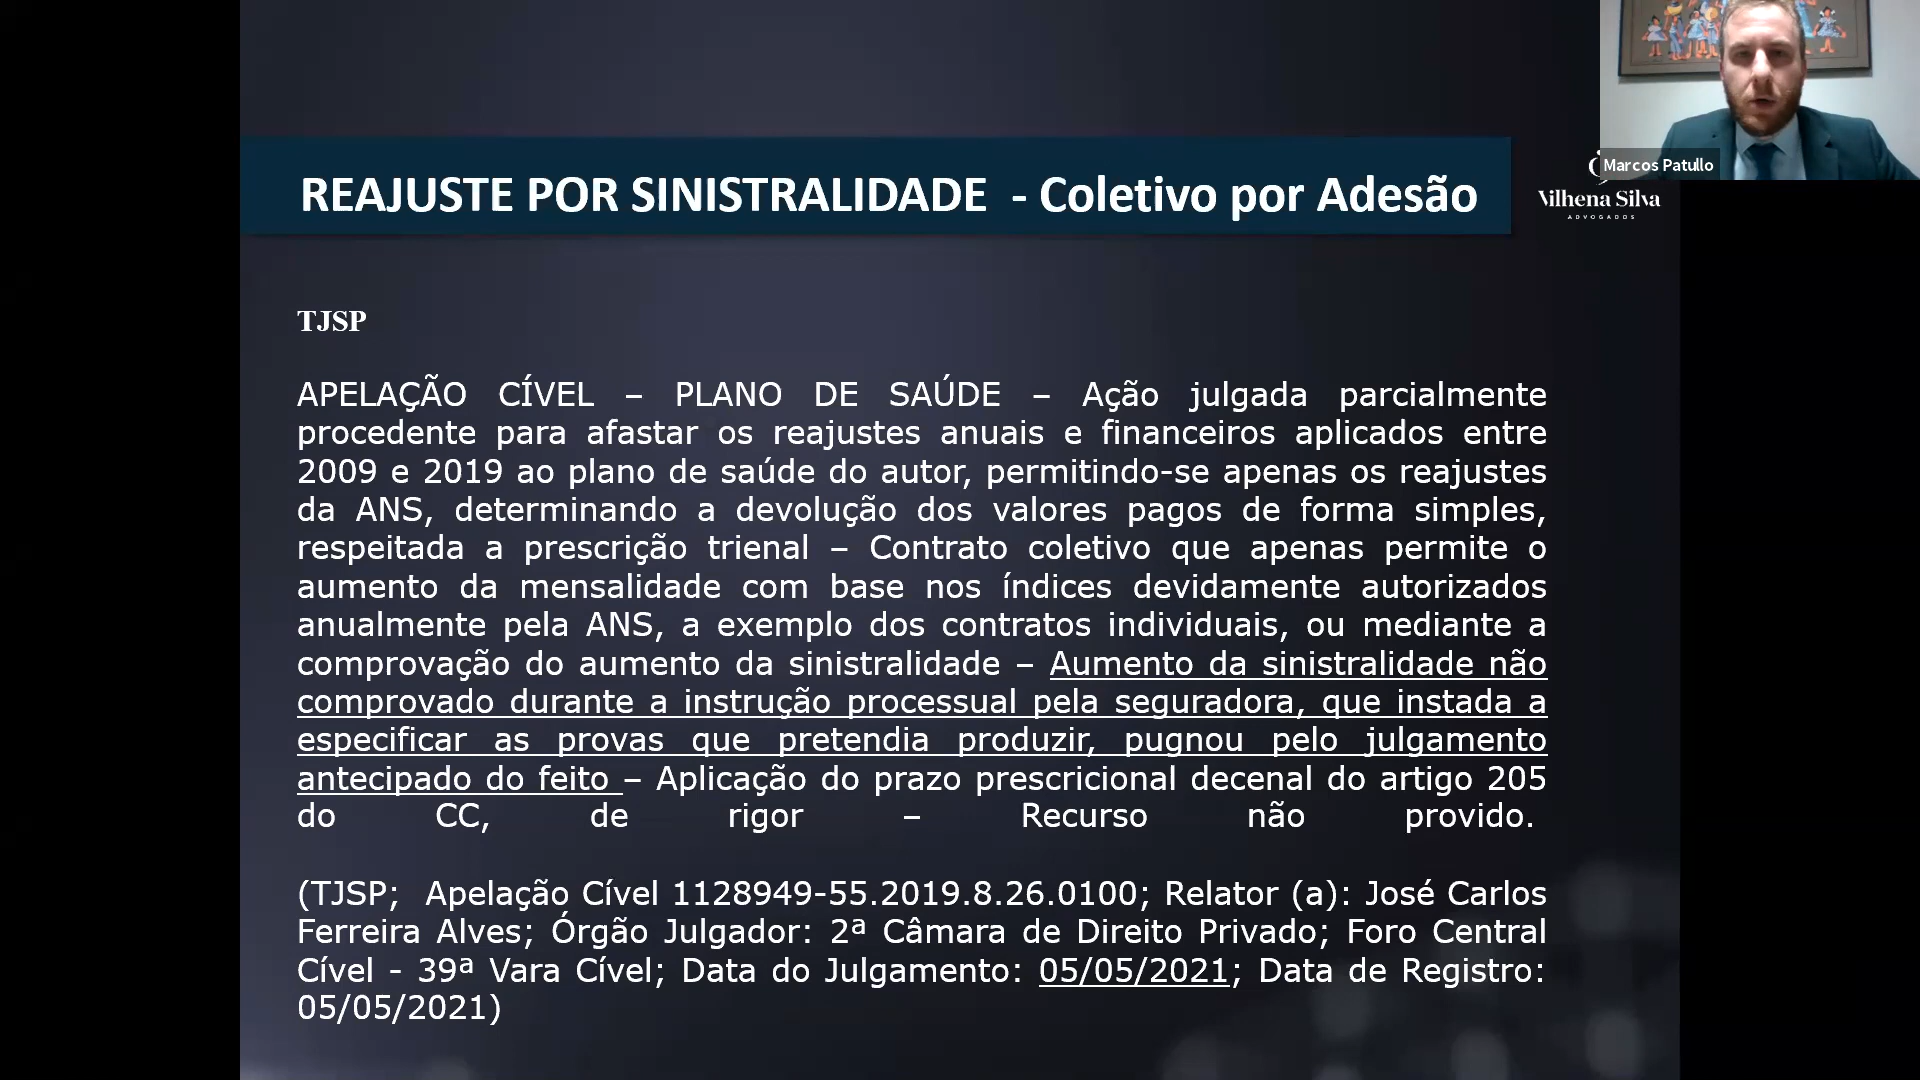 Marcos Patullo
REAJUSTE POR SINISTRALIDADE - Coletivo por Adesão
Vilhena Silva
ADVOGADOS
TJSP
APELAÇÃO CÍVEL – PLANO DE SAÚDE – Ação julgada parcialmente
procedente para afastar os reajustes anuais e financeiros aplicados entre
2009 e 2019 ao plano de saúde do autor, permitindo-se apenas os reajustes
da ANS, determinando a devolução dos valores pagos de forma simples,
respeitada a prescrição trienal – Contrato coletivo que apenas permite o
aumento da mensalidade com base nos índices devidamente autorizados
anualmente pela ANS, a exemplo dos contratos individuais, ou mediante a
comprovação do aumento da sinistralidade – Aumento da sinistralidade não
comprovado durante a instrução processual pela seguradora, que instada a
especificar as provas que pretendia produzir, pugnou pelo julgamento
antecipado do feito – Aplicação do prazo prescricional decenal do artigo 205
do CC, de rigor – Recurso não provido.
(TJSP; Apelação Cível 1128949-55.2019.8.26.0100; Relator (a): José Carlos
Ferreira Alves; Órgão Julgador: 2ª Câmara de Direito Privado; Foro Central
Cível - 39ª Vara Cível; Data do Julgamento: 05/05/2021; Data de Registro:
05/05/2021)